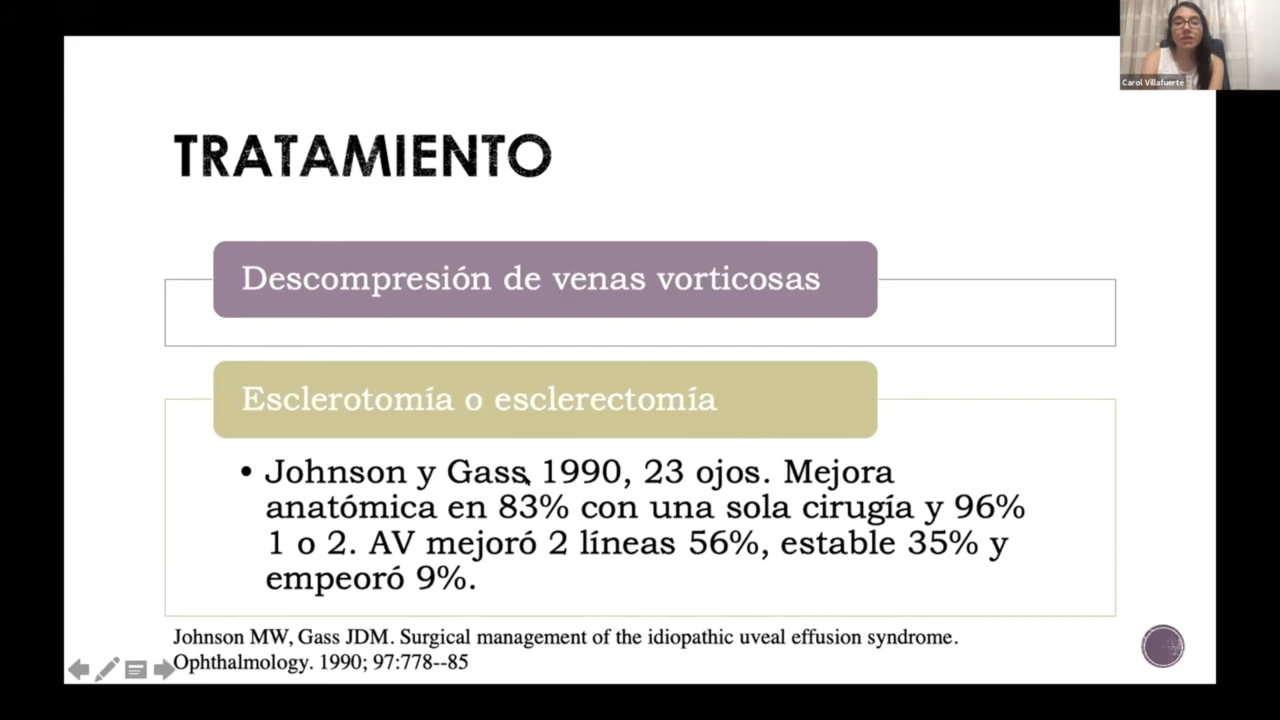 Carol Villafuerte
TRATAMIENTO
Descompresión de venas vorticosas
Esclerotomía o esclerectomía
• Johnson y Gass, 1990, 23 ojos. Mejora
anatómica en 83% con una sola cirugía y 96%
1 o 2. AV mejoró 2 líneas 56%, estable 35% y
empeoró 9%.
Johnson MW, Gass JDM. Surgical management of the idiopathic uveal effusion syndrome.
Ophthalmology. 1990; 97:778--85